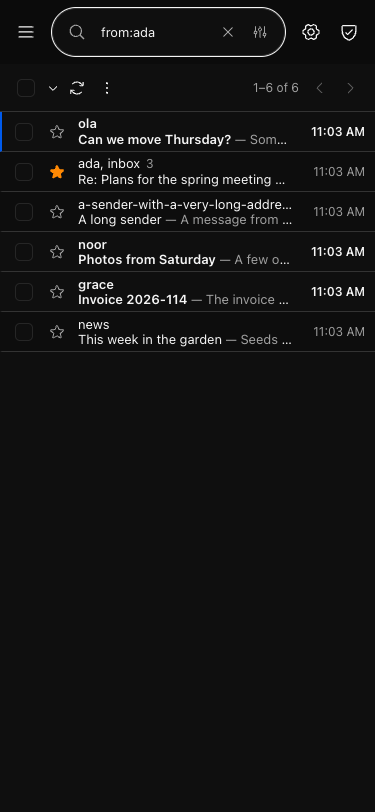 from:ada
1–6 of 6
ola
11:03 AM
Can we move Thursday? — Som…
ada, inbox 3
11:03 AM
Re: Plans for the spring meeting …
a-sender-with-a-very-long-addre…
11:03 AM
A long sender — A message from …
noor
11:03 AM
Photos from Saturday — A few o…
grace
11:03 AM
Invoice 2026-114 — The invoice …
news
11:03 AM
This week in the garden — Seeds …